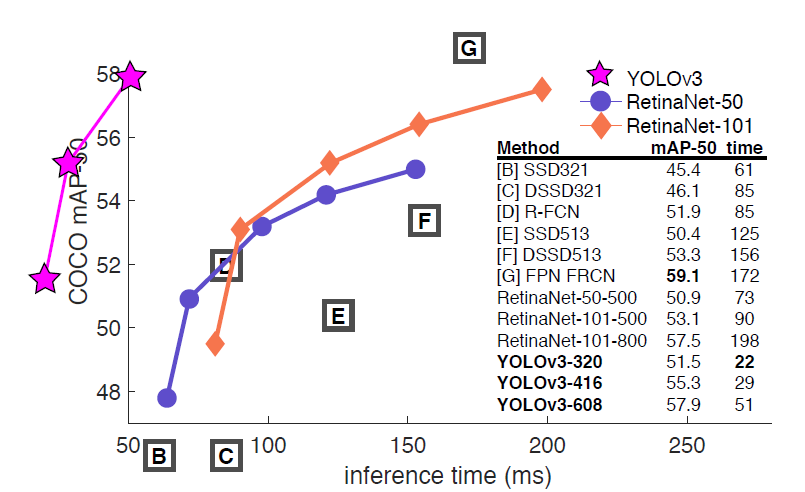 G
58
YOLOv3
RetinaNet-50
RetinaNet-101
56
54
52
50
48
COCO mAP-50
D
F
E
Method mAP-50 time
[B] SSD321 45.4 61
[C] DSSD321 46.1 85
[D] R-FCN 51.9 85
[E] SSD513 50.4 125
[F] DSSD513 53.3 156
[G] FPN FRCN 59.1 172
RetinaNet-50-500 50.9 73
RetinaNet-101-500 53.1 90
RetinaNet-101-800 57.5 198
YOLOv3-320 51.5 22
YOLOv3-416 55.3 29
YOLOv3-608 57.9 51
50 100 150 200 250
B C
inference time (ms)